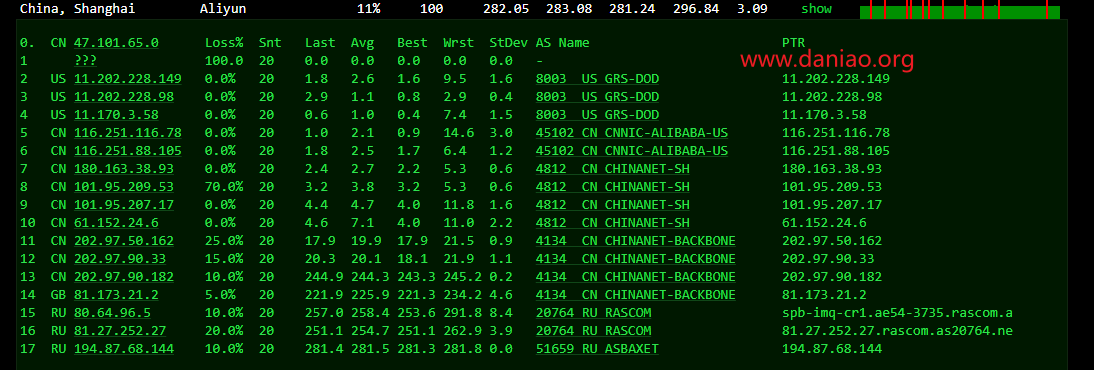 China, Shanghai Aliyun 11% 100 282.05 283.08 281.24 296.84 3.09 show
0. CN 47.101.65.0 Loss% Snt Last Avg Best Wrst StDev AS Name PTR
www.daniao.org
1 ??? 100.0 20 0.0 0.0 0.0 0.0 0.0 -
2 US 11.202.228.149 0.0% 20 1.8 2.6 1.6 9.5 1.6 8003 US GRS-DOD 11.202.228.149
3 US 11.202.228.98 0.0% 20 2.9 1.1 0.8 2.9 0.4 8003 US GRS-DOD 11.202.228.98
4 US 11.170.3.58 0.0% 20 0.6 1.0 0.4 7.4 1.5 8003 US GRS-DOD 11.170.3.58
5 CN 116.251.116.78 0.0% 20 1.0 2.1 0.9 14.6 3.0 45102 CN CNNIC-ALIBABA-US 116.251.116.78
6 CN 116.251.88.105 0.0% 20 1.8 2.5 1.7 6.4 1.2 45102 CN CNNIC-ALIBABA-US 116.251.88.105
7 CN 180.163.38.93 0.0% 20 2.4 2.7 2.2 5.3 0.6 4812 CN CHINANET-SH 180.163.38.93
8 CN 101.95.209.53 70.0% 20 3.2 3.8 3.2 5.3 0.6 4812 CN CHINANET-SH 101.95.209.53
9 CN 101.95.207.17 0.0% 20 4.4 4.7 4.0 11.8 1.6 4812 CN CHINANET-SH 101.95.207.17
10 CN 61.152.24.6 0.0% 20 4.6 7.1 4.0 11.0 2.2 4812 CN CHINANET-SH 61.152.24.6
11 CN 202.97.50.162 25.0% 20 17.9 19.9 17.9 21.5 0.9 4134 CN CHINANET-BACKBONE 202.97.50.162
12 CN 202.97.90.33 15.0% 20 20.3 20.1 18.1 21.9 1.1 4134 CN CHINANET-BACKBONE 202.97.90.33
13 CN 202.97.90.182 10.0% 20 244.9 244.3 243.3 245.2 0.2 4134 CN CHINANET-BACKBONE 202.97.90.182
14 GB 81.173.21.2 5.0% 20 221.9 225.9 221.3 234.2 4.6 4134 CN CHINANET-BACKBONE 81.173.21.2
15 RU 80.64.96.5 10.0% 20 257.0 258.4 253.6 291.8 8.4 20764 RU RASCOM spb-imq-cr1.ae54-3735.rascom.a
16 RU 81.27.252.27 20.0% 20 251.1 254.7 251.1 262.9 3.9 20764 RU RASCOM 81.27.252.27.rascom.as20764.ne
17 RU 194.87.68.144 10.0% 20 281.4 281.5 281.3 281.8 0.0 51659 RU ASBAXET 194.87.68.144